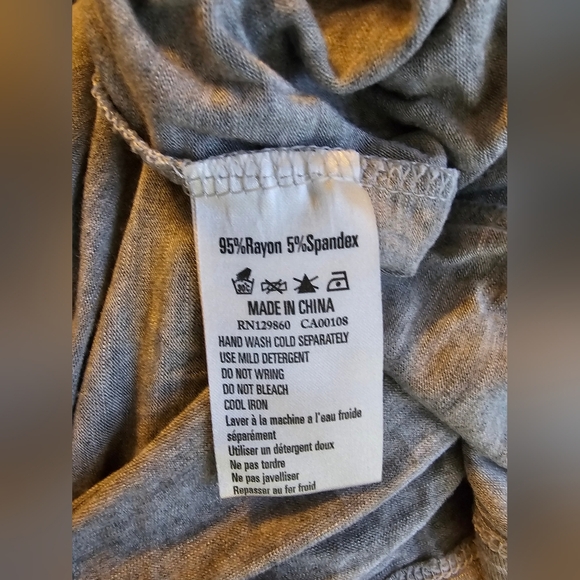 95%Rayon 5%Spandex
30C
MADE IN CHINA
RN129860 CA00108
HAND WASH COLD SEPARATELY
USE MILD DETERGENT
DO NOT WRING
DO NOT BLEACH
COOL IRON
Laver à la machine a l'eau froide
séparément
Utiliser un détergent doux
Ne pas tordre
Ne pas javelliser
Repasser au fer froid